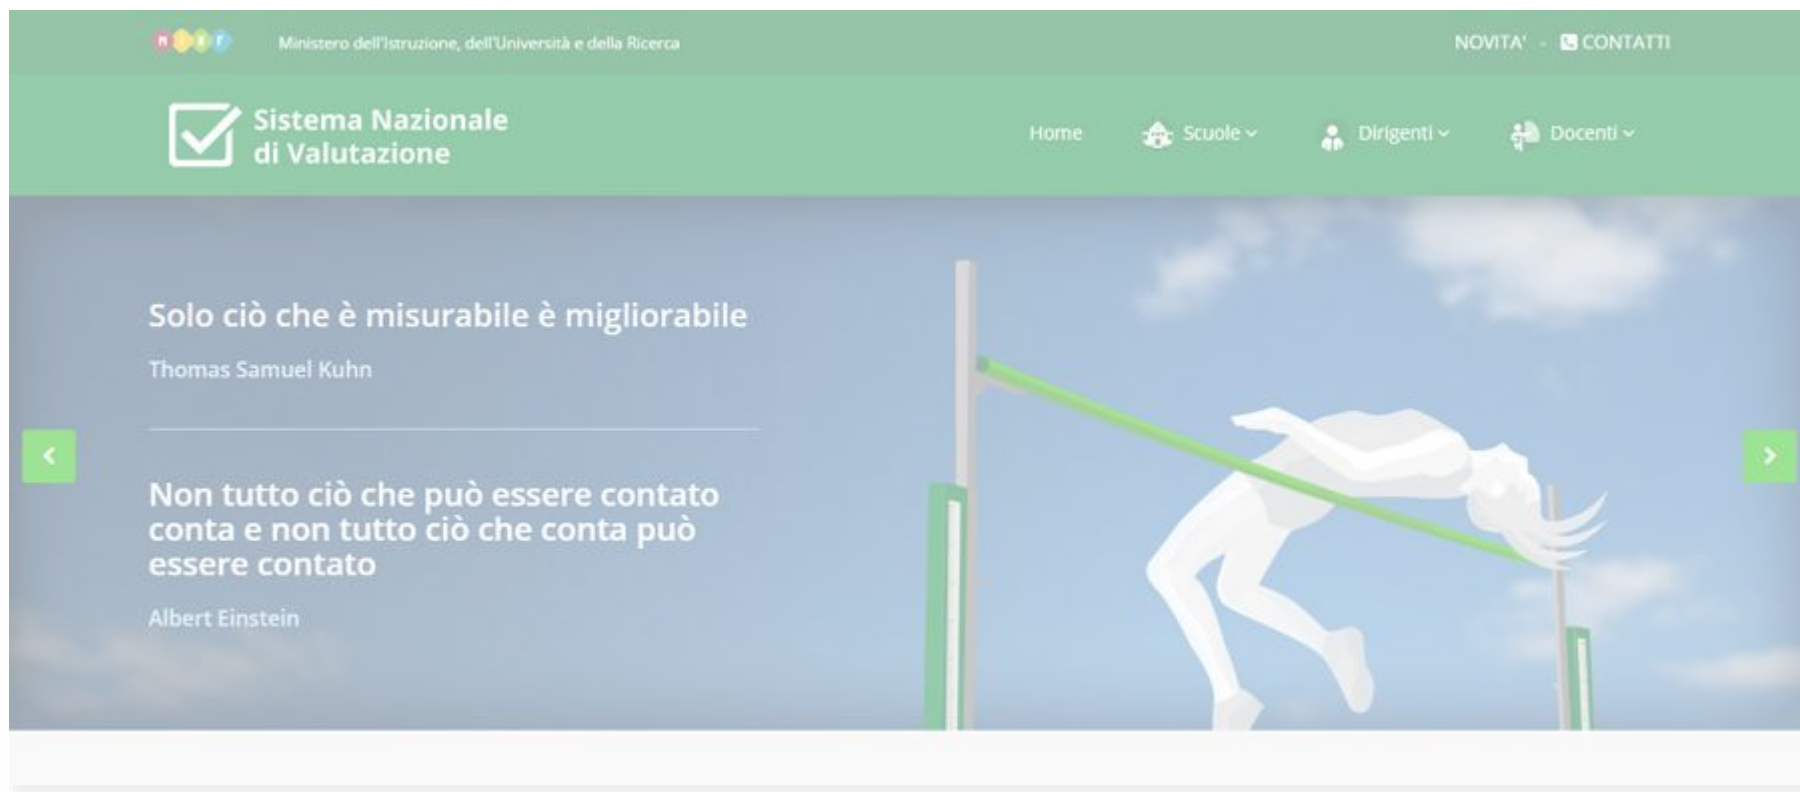 MIUR Ministero dell'Istruzione, dell'Università e della Ricerca NOVITA' - CONTATTI
Sistema Nazionale
di Valutazione
Home Scuole Dirigenti Docenti
Solo ciò che è misurabile è migliorabile
Thomas Samuel Kuhn
Non tutto ciò che può essere contato
conta e non tutto ciò che conta può
essere contato
Albert Einstein